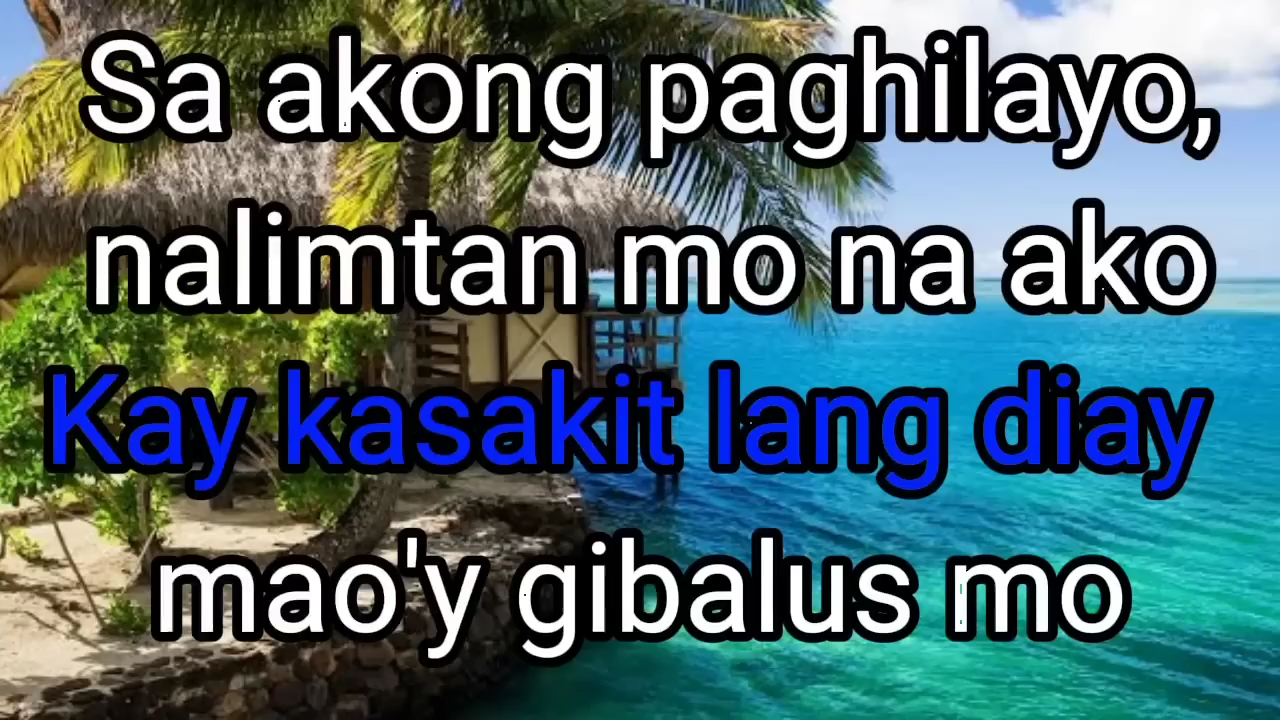 Sa akong paghilayo,
nalimtan mo na ako
Kay kasakit lang diay
mao'y gibalus mo